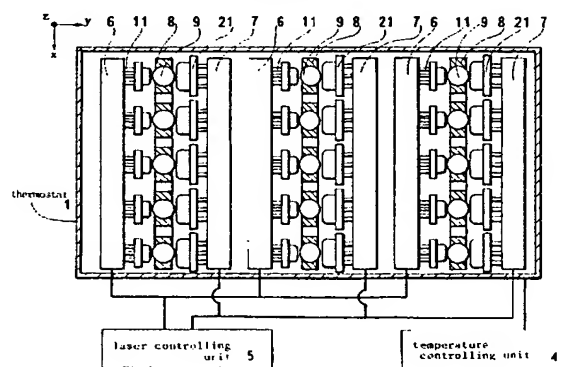 z y x
6 11 8 9 21 7 6 11 9 8 21 7 6 11 9 8 21 7
thermostat 1
laser controlling
unit 5
temperature
controlling unit 4